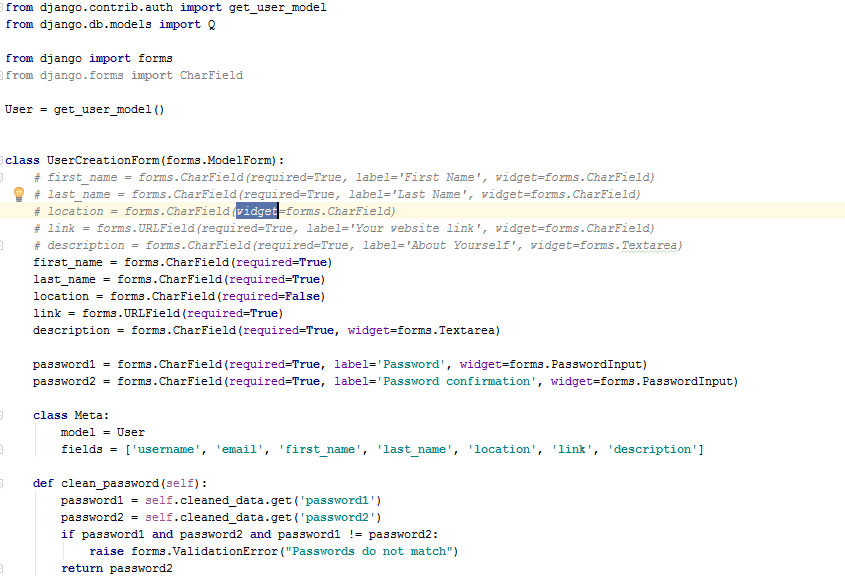 from django.contrib.auth import get_user_model
from django.db.models import Q
from django import forms
from django.forms import CharField
User = get_user_model()
class UserCreationForm(forms.ModelForm):
# first_name = forms.CharField(required=True, label='First Name', widget=forms.CharField)
# last_name = forms.CharField(required=True, label='Last Name', widget=forms.CharField)
# location = forms.CharField(widget=forms.CharField)
# link = forms.URLField(required=True, label='Your website link', widget=forms.CharField)
# description = forms.CharField(required=True, label='About Yourself', widget=forms.Textarea)
first_name = forms.CharField(required=True)
last_name = forms.CharField(required=True)
location = forms.CharField(required=False)
link = forms.URLField(required=True)
description = forms.CharField(required=True, widget=forms.Textarea)
password1 = forms.CharField(required=True, label='Password', widget=forms.PasswordInput)
password2 = forms.CharField(required=True, label='Password confirmation', widget=forms.PasswordInput)
class Meta:
model = User
fields = ['username', 'email', 'first_name', 'last_name', 'location', 'link', 'description']
def clean_password(self):
password1 = self.cleaned_data.get('password1')
password2 = self.cleaned_data.get('password2')
if password1 and password2 and password1 != password2:
raise forms.ValidationError("Passwords do not match")
return password2